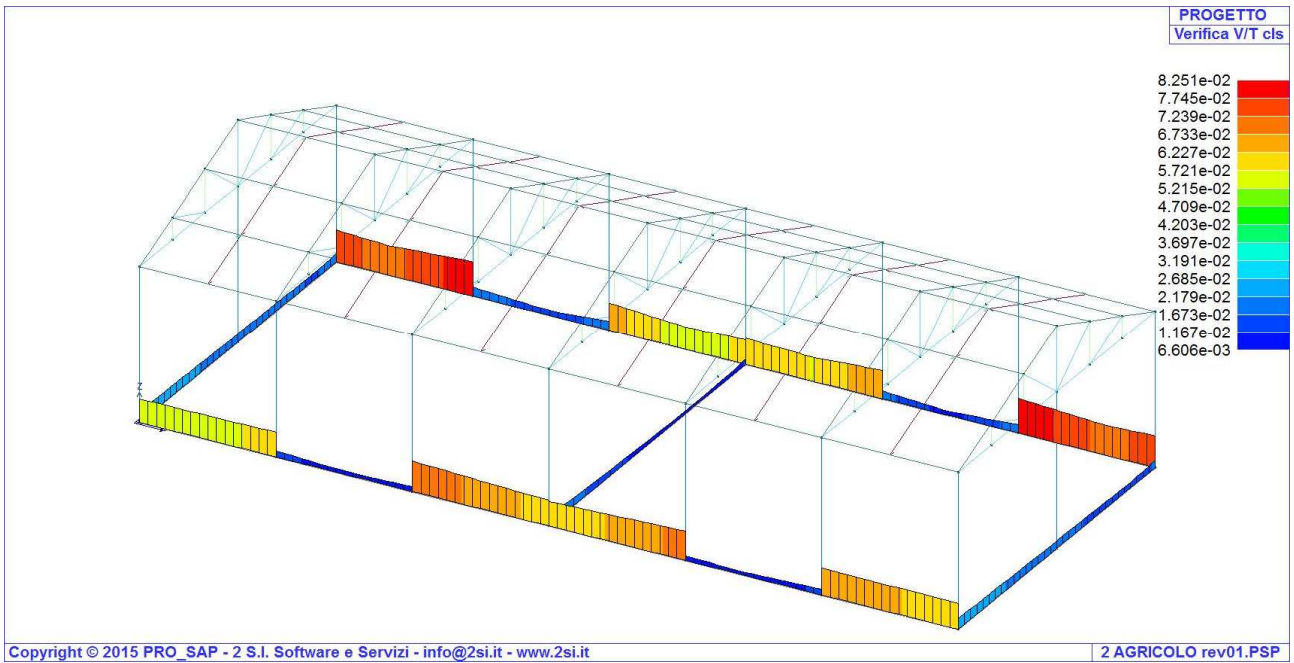 PROGETTO
Verifica V/T cls
8.251e-02
7.745e-02
7.239e-02
6.733e-02
6.227e-02
5.721e-02
5.215e-02
4.709e-02
4.203e-02
3.697e-02
3.191e-02
2.685e-02
2.179e-02
1.673e-02
1.167e-02
6.606e-03
Z
Copyright © 2015 PRO_SAP - 2 S.I. Software e Servizi - info@2si.it - www.2si.it
2 AGRICOLO rev01.PSP